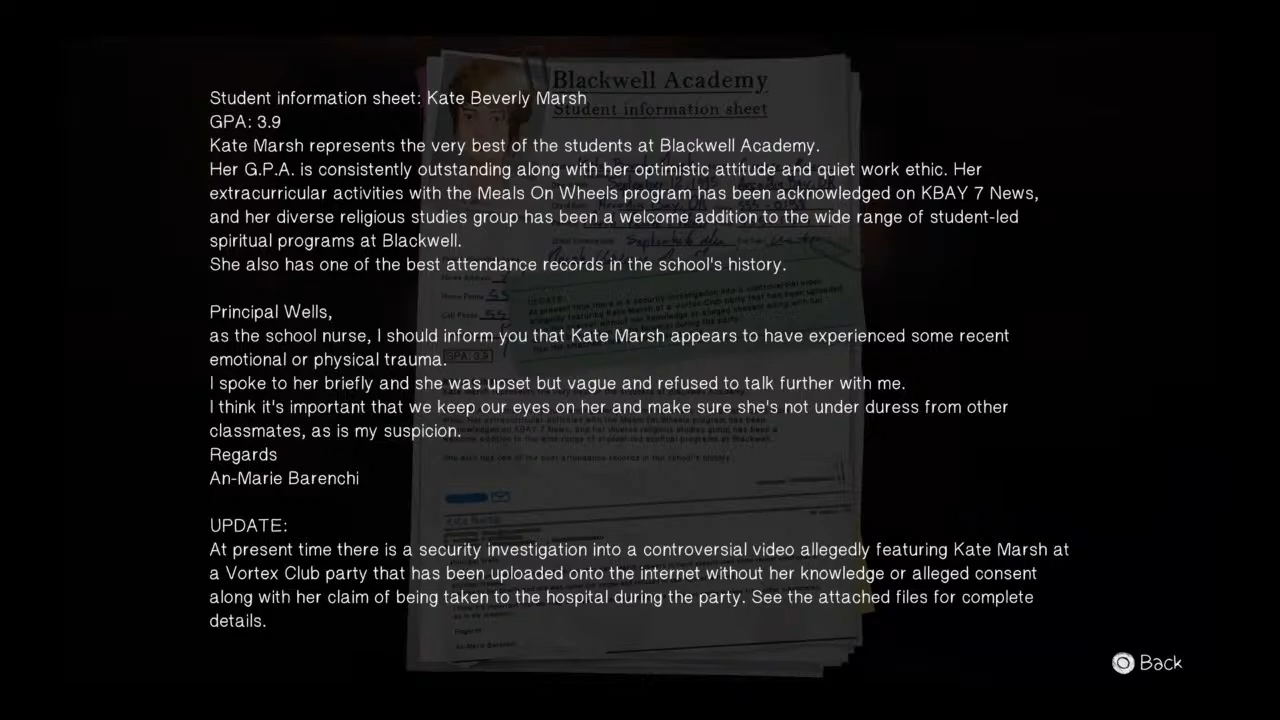 Blackwell Academy
Student information sheet
Student information sheet: Kate Beverly Marsh
GPA: 3.9
Kate Marsh represents the very best of the students at Blackwell Academy.
Her G.P.A. is consistently outstanding along with her optimistic attitude and quiet work ethic. Her
extracurricular activities with the Meals On Wheels program has been acknowledged on KBAY 7 News,
and her diverse religious studies group has been a welcome addition to the wide range of student-led
spiritual programs at Blackwell.
She also has one of the best attendance records in the school's history.
Principal Wells,
as the school nurse, I should inform you that Kate Marsh appears to have experienced some recent
emotional or physical trauma.
I spoke to her briefly and she was upset but vague and refused to talk further with me.
I think it's important that we keep our eyes on her and make sure she's not under duress from other
classmates, as is my suspicion.
Regards
An-Marie Barenchi
UPDATE:
At present time there is a security investigation into a controversial video allegedly featuring Kate Marsh at
a Vortex Club party that has been uploaded onto the internet without her knowledge or alleged consent
along with her claim of being taken to the hospital during the party. See the attached files for complete
details.
Back